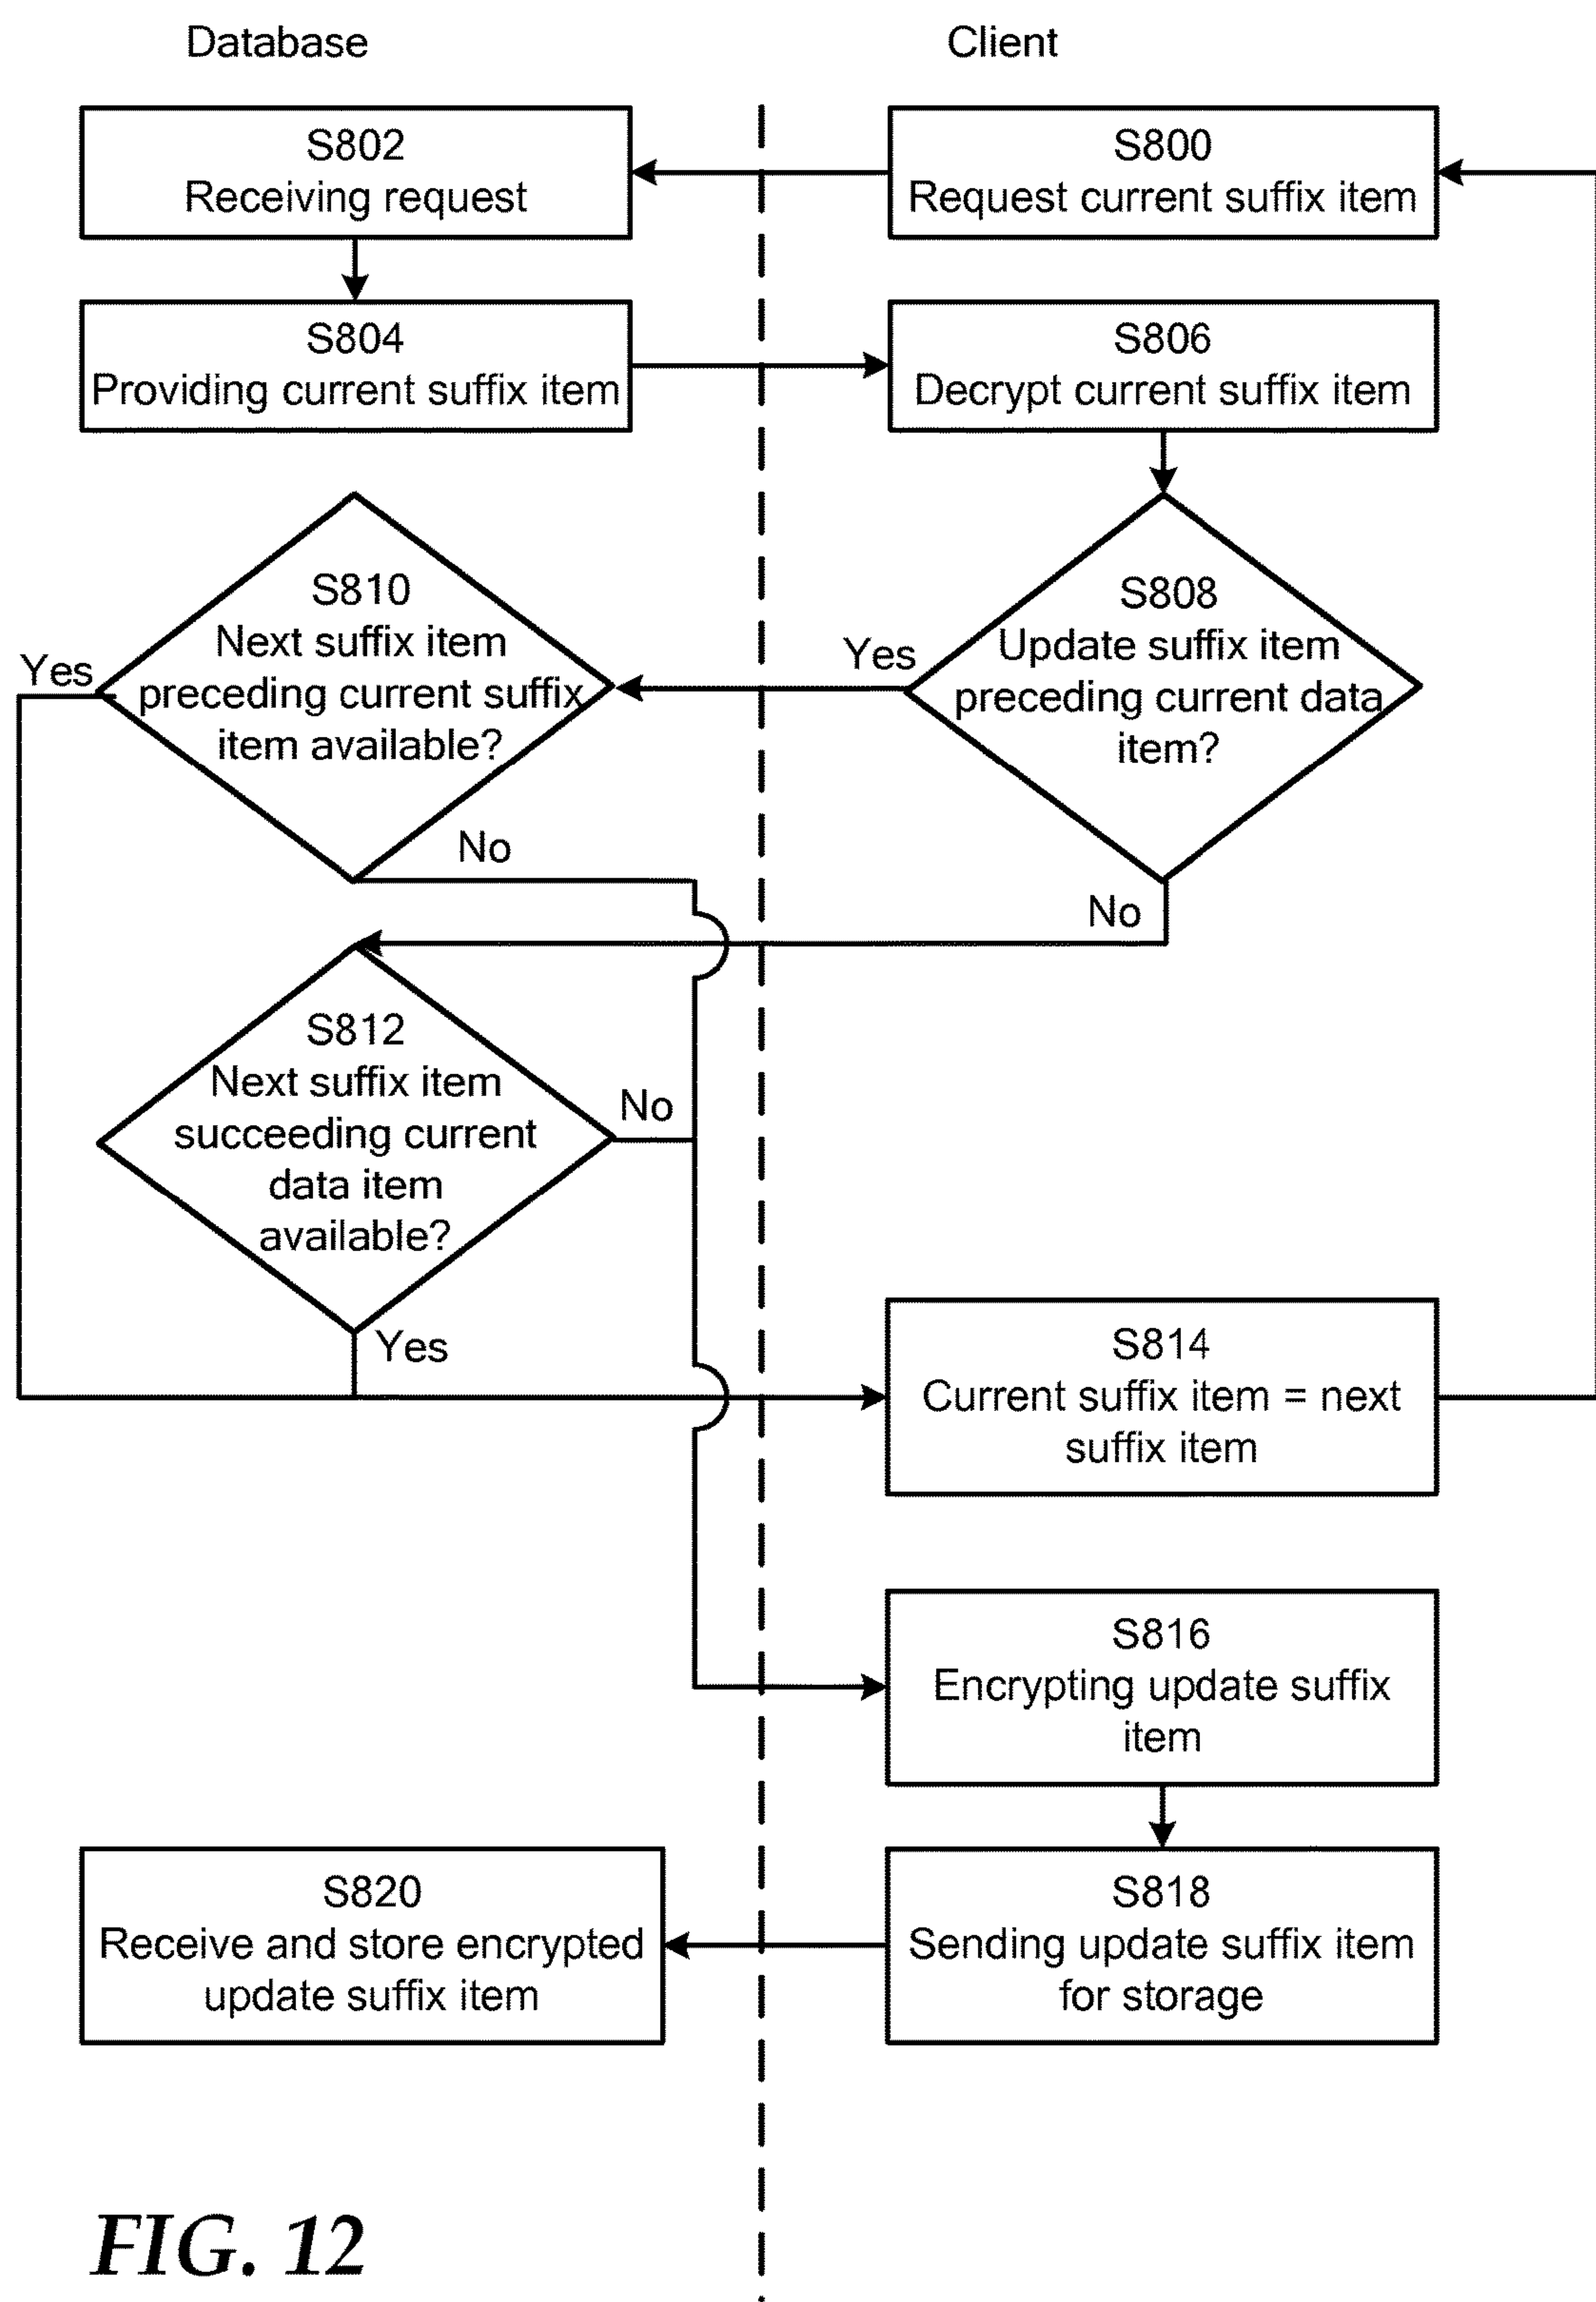 Database
Client
S802
Receiving request
S800
Request current suffix item
S804
Providing current suffix item
S806
Decrypt current suffix item
S810
Next suffix item
preceding current suffix
item available?
Yes
No
S808
Update suffix item
preceding current data
item?
Yes
No
S812
Next suffix item
succeeding current
data item
available?
No
Yes
S814
Current suffix item = next
suffix item
S816
Encrypting update suffix
item
S820
Receive and store encrypted
update suffix item
S818
Sending update suffix item
for storage
FIG. 12